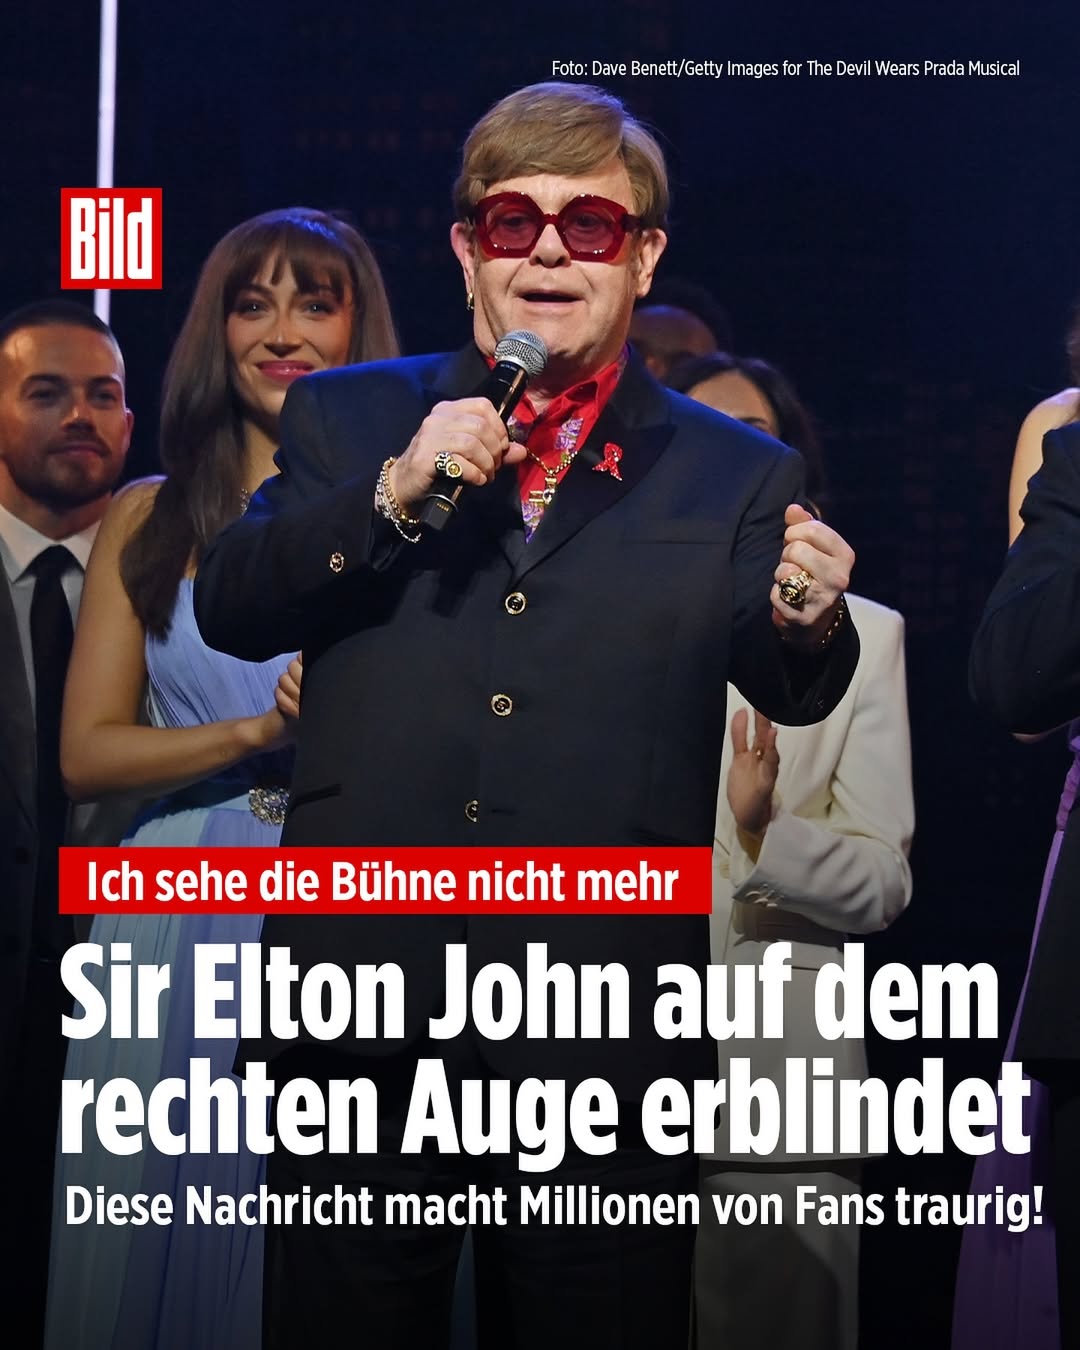 Foto: Dave Benett/Getty Images for The Devil Wears Prada Musical
Bild
Ich sehe die Bühne nicht mehr
Sir Elton John auf dem
rechten Auge erblindet
Diese Nachricht macht Millionen von Fans traurig!